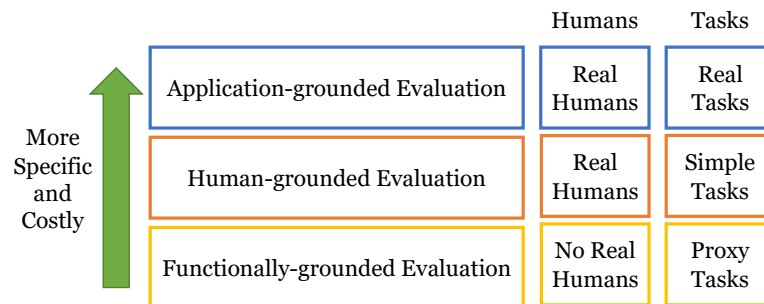 Humans Tasks
Application-grounded Evaluation
Real
Humans
Real
Tasks
More
Specific
and
Costly
Human-grounded Evaluation
Real
Humans
Simple
Tasks
Functionally-grounded Evaluation
No Real
Humans
Proxy
Tasks